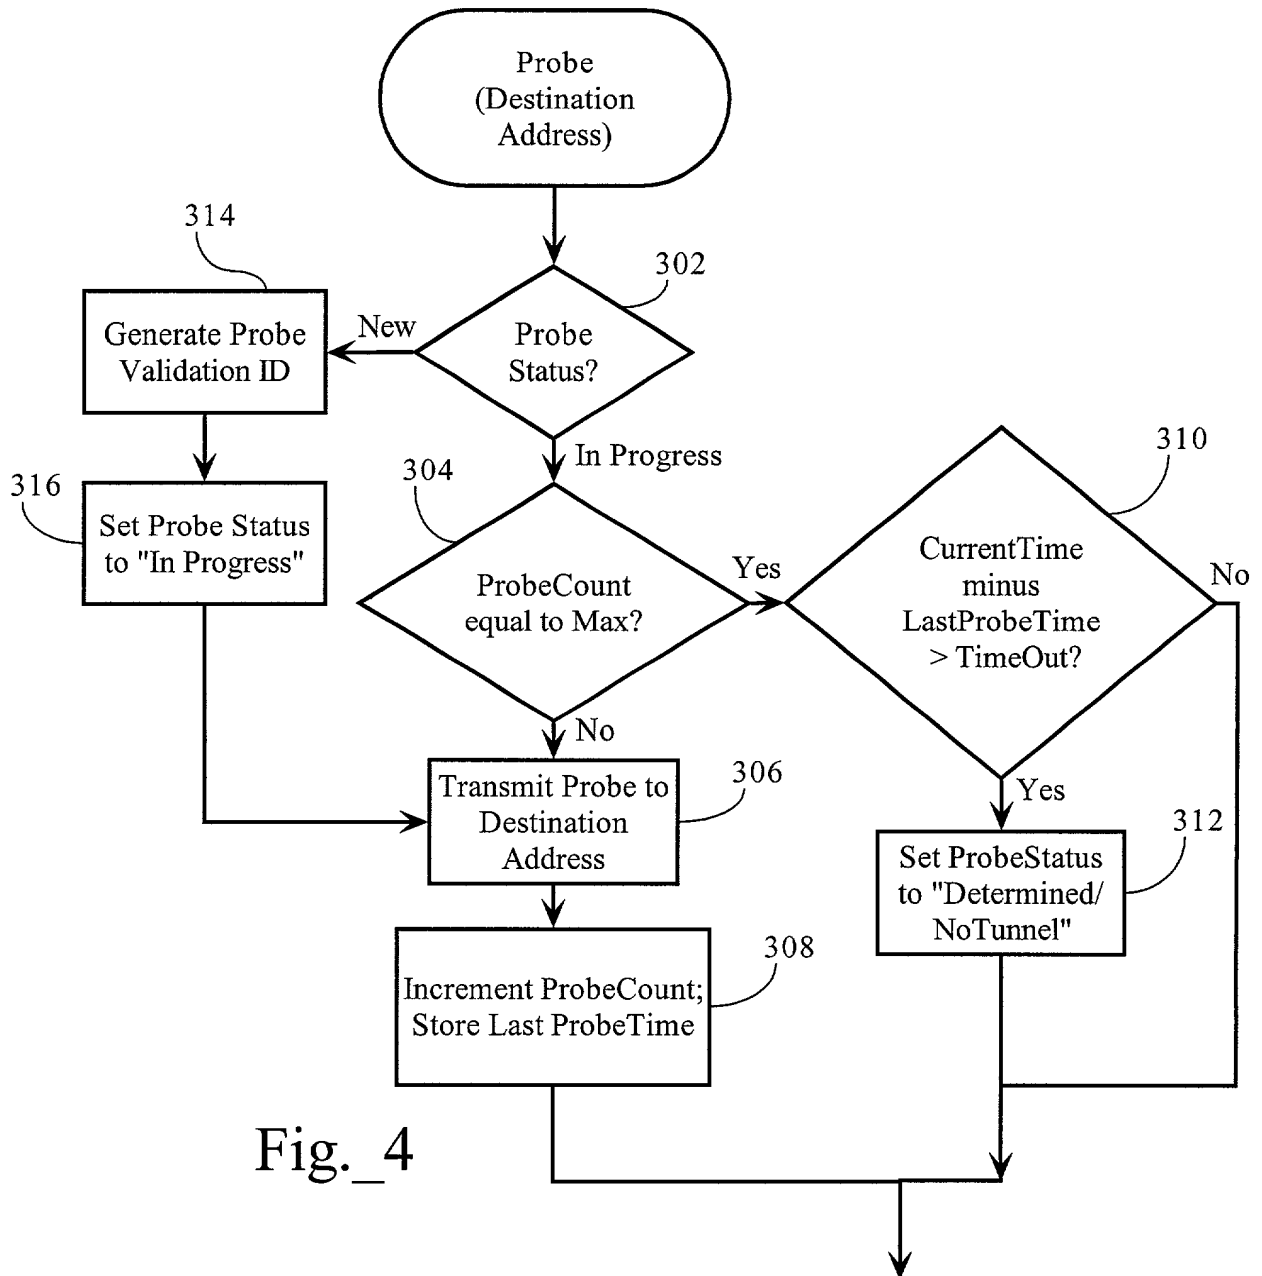 Probe
(Destination
Address)
314
302
Generate Probe
Validation ID
New
Probe
Status?
In Progress
304
310
316
Set Probe Status
to "In Progress"
ProbeCount
equal to Max?
Yes
CurrentTime
minus
LastProbeTime
> TimeOut?
No
No
Transmit Probe to
Destination
Address
306
Yes
312
Set ProbeStatus
to "Determined/
NoTunnel"
308
Increment ProbeCount;
Store Last ProbeTime
Fig._4